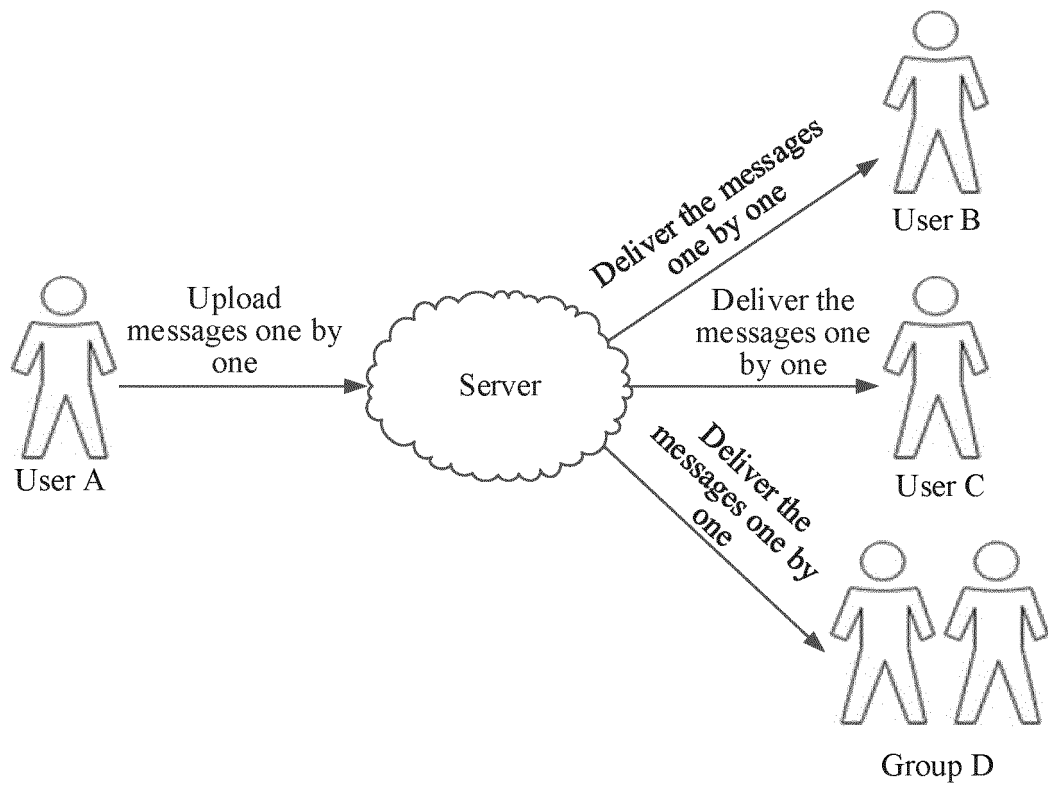 Upload
messages one by
one
User A
Server
Deliver the messages
one by one
User B
Deliver the
messages one
by one
User C
Deliver the
messages one by
one
Group D